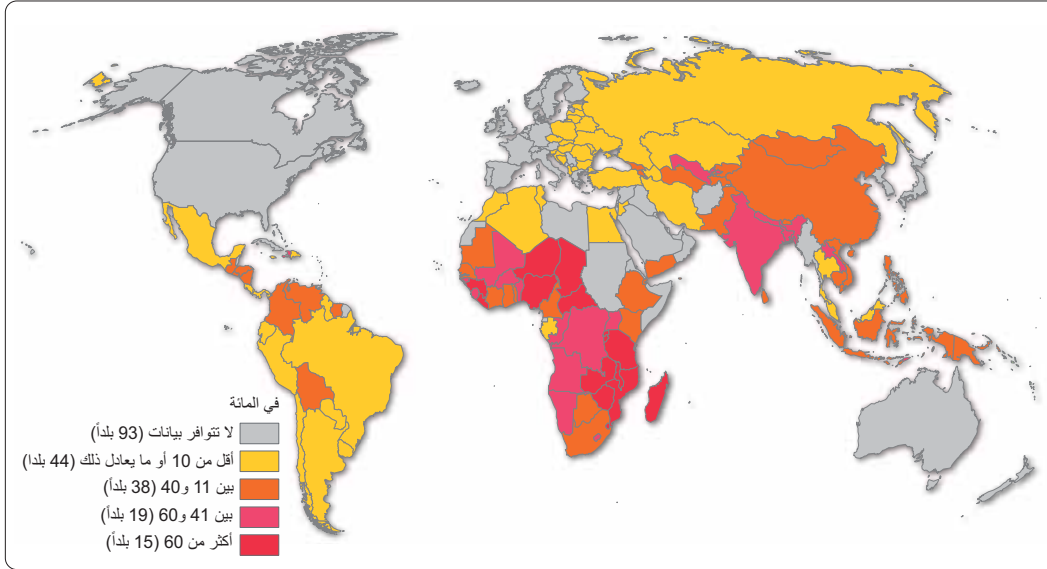 في المائة
لا تتوافر بيانات (93 بلداً)
أقل من 10 أو ما يعادل ذلك (44 بلدا)
بين 11 و40 (38 بلداً)
بين 41 و60 (19 بلداً)
أكثر من 60 (15 بلداً)